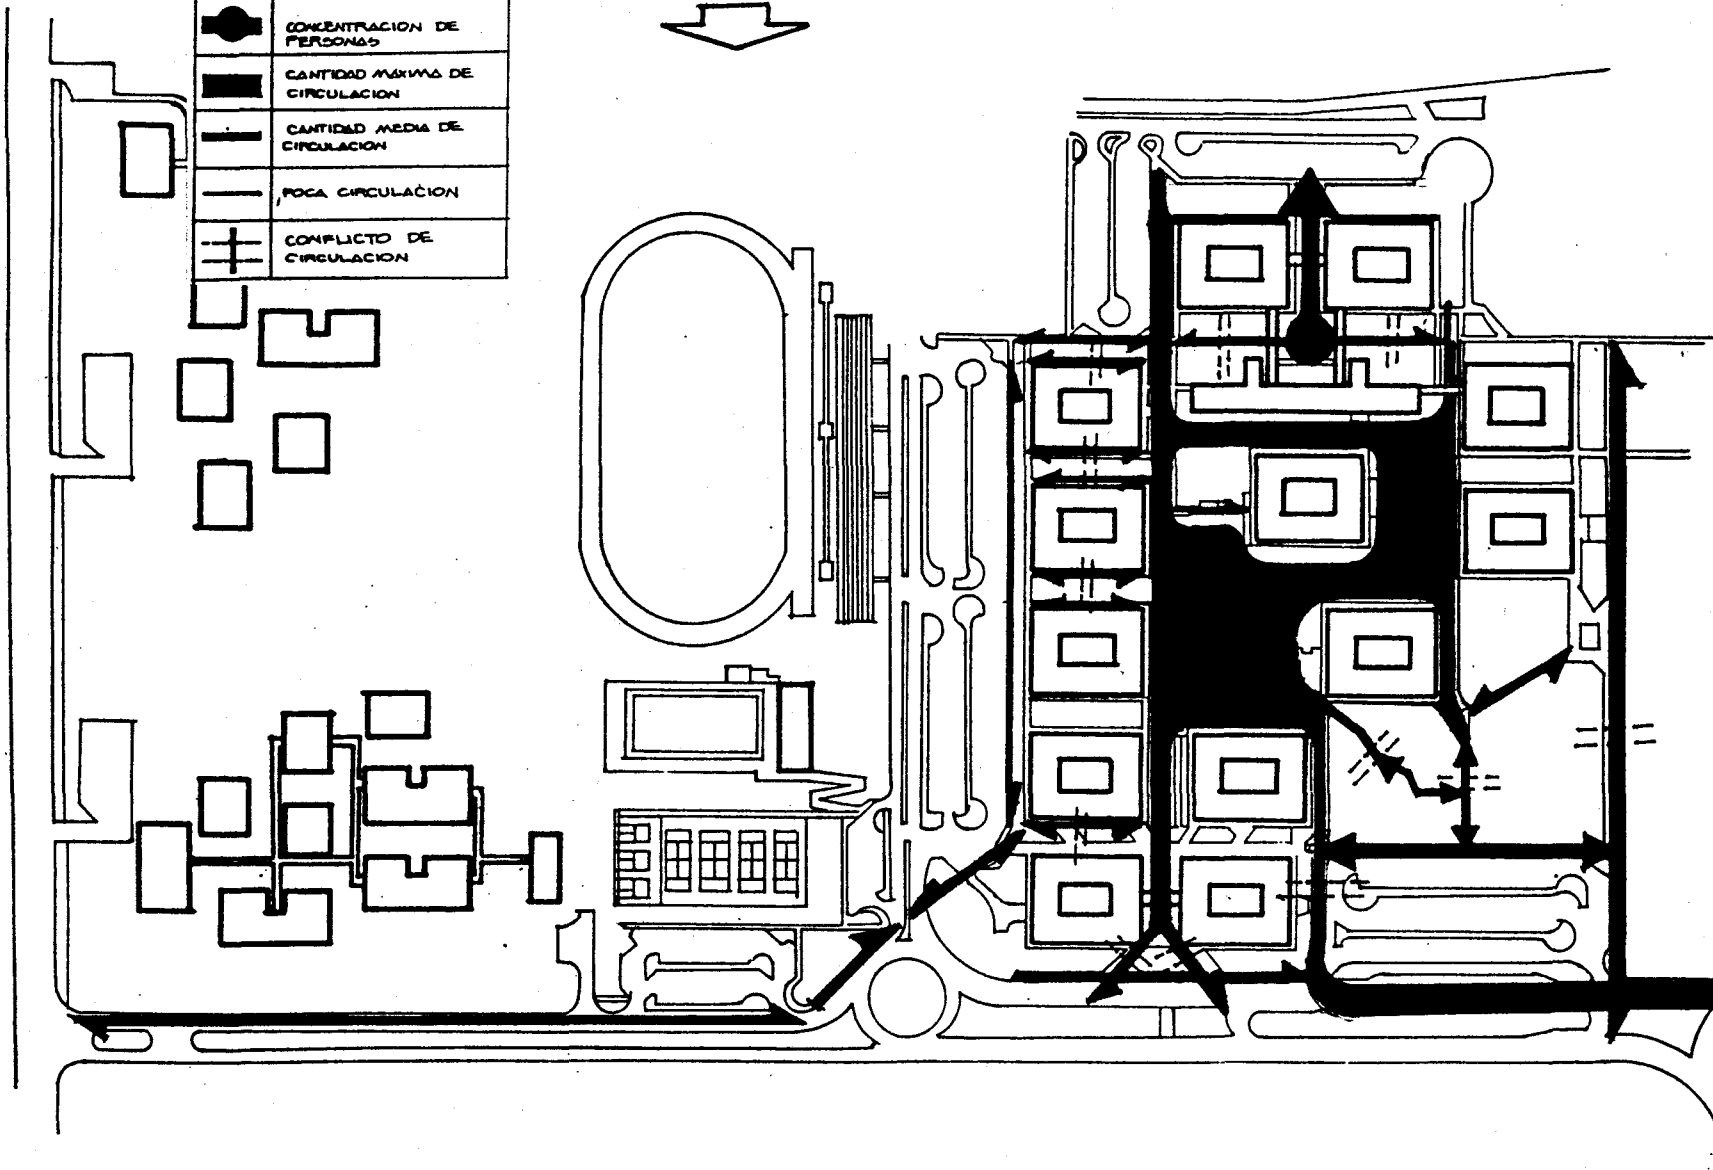 CONCENTRACION DE
PERSONAS
CANTIDAD MAXIMA DE
CIRCULACION
CANTIDAD MEDIA DE
CIRCULACION
POCA CIRCULACION
CONFLICTO DE
CIRCULACION